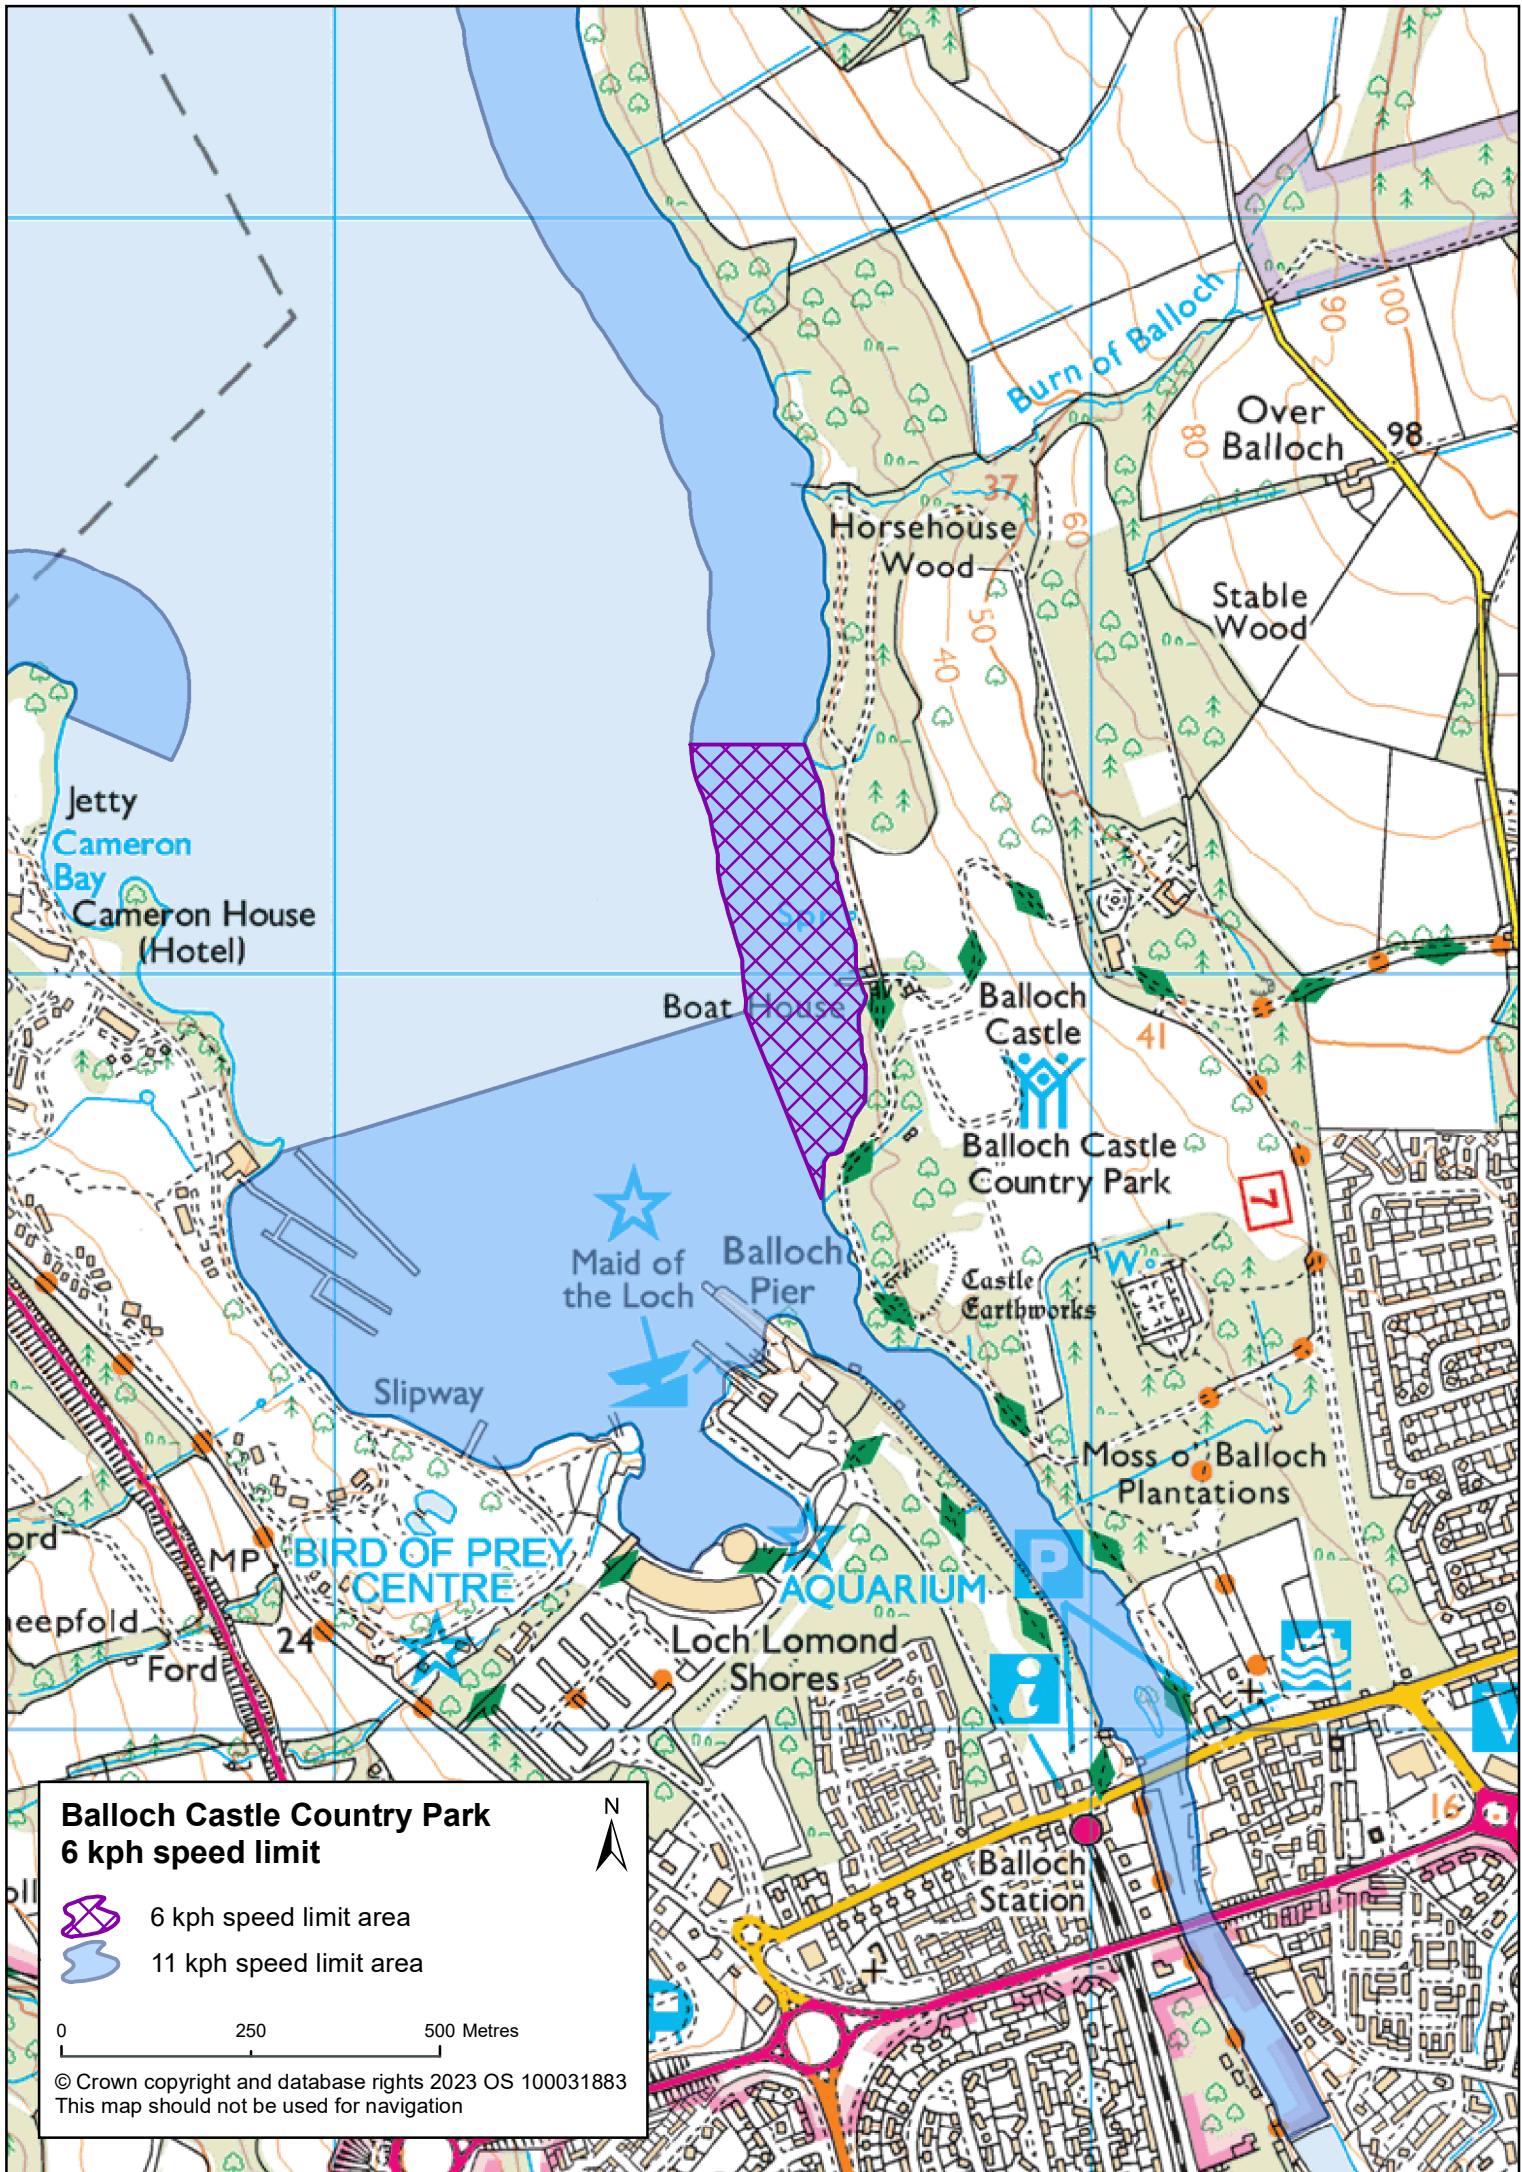 Burn of Balloch
100
90
Over
Balloch
98
80
37
Horsehouse
Wood
60
Stable
Wood
50
40
Jetty
Cameron
Bay
Cameron House
(Hotel)
Boat House
Balloch
Castle
41
Balloch Castle
Country Park
7
Maid of
the Loch
Balloch
Pier
W
Castle
Earthworks
Slipway
Moss o' Balloch
Plantations
ord
MP
BIRD OF PREY
CENTRE
P
AQUARIUM
eepfold
24
Ford
Loch Lomond
Shores
i
V
16
Balloch
Station
Balloch Castle Country Park
6 kph speed limit
N
6 kph speed limit area
11 kph speed limit area
0 250 500 Metres
© Crown copyright and database rights 2023 OS 100031883
This map should not be used for navigation